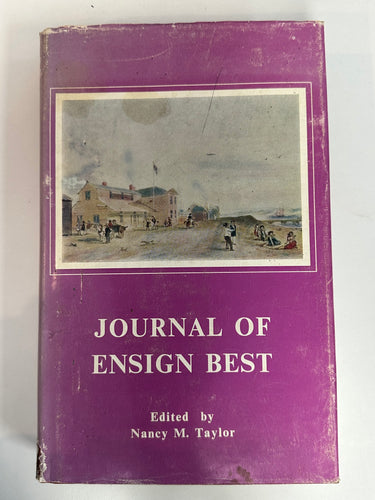 JOURNAL OF
ENSIGN BEST
Edited by
Nancy M. Taylor